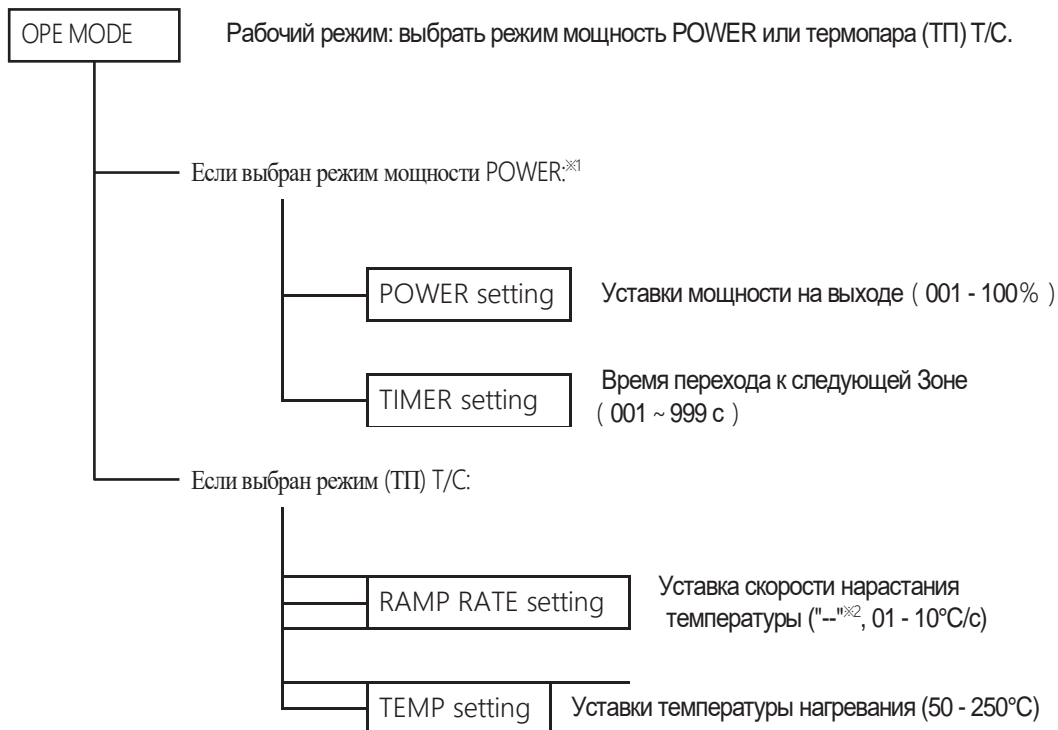 OPE MODE Рабочий режим: выбрать режим мощность POWER или термопара (ТП) T/C.
Если выбран режим мощности POWER:※1
POWER setting Уставки мощности на выходе ( 001 - 100% )
TIMER setting Время перехода к следующей Зоне
( 001 ~ 999 с )
Если выбран режим (ТП) T/C:
RAMP RATE setting Уставка скорости нарастания
температуры ("--"※2, 01 - 10°C/с)
TEMP setting Уставки температуры нагревания (50 - 250°C)